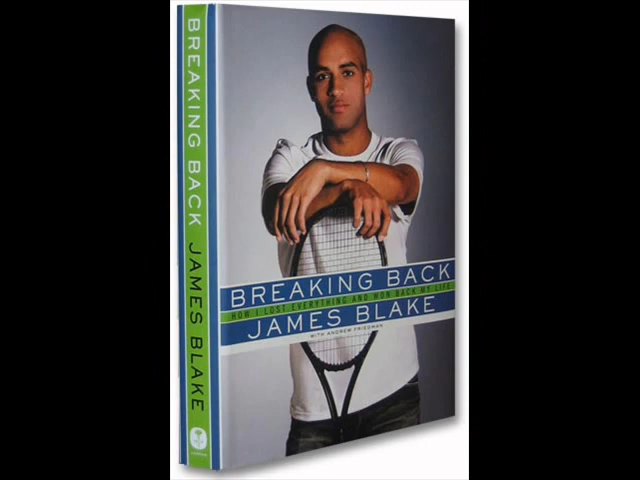 BREAKING BACK JAMES BLAKE
BREAKING BACK
HOW I LOST EVERYTHING AND WON BACK MY LIFE
JAMES BLAKE
WITH ANDREW FRIEDMAN